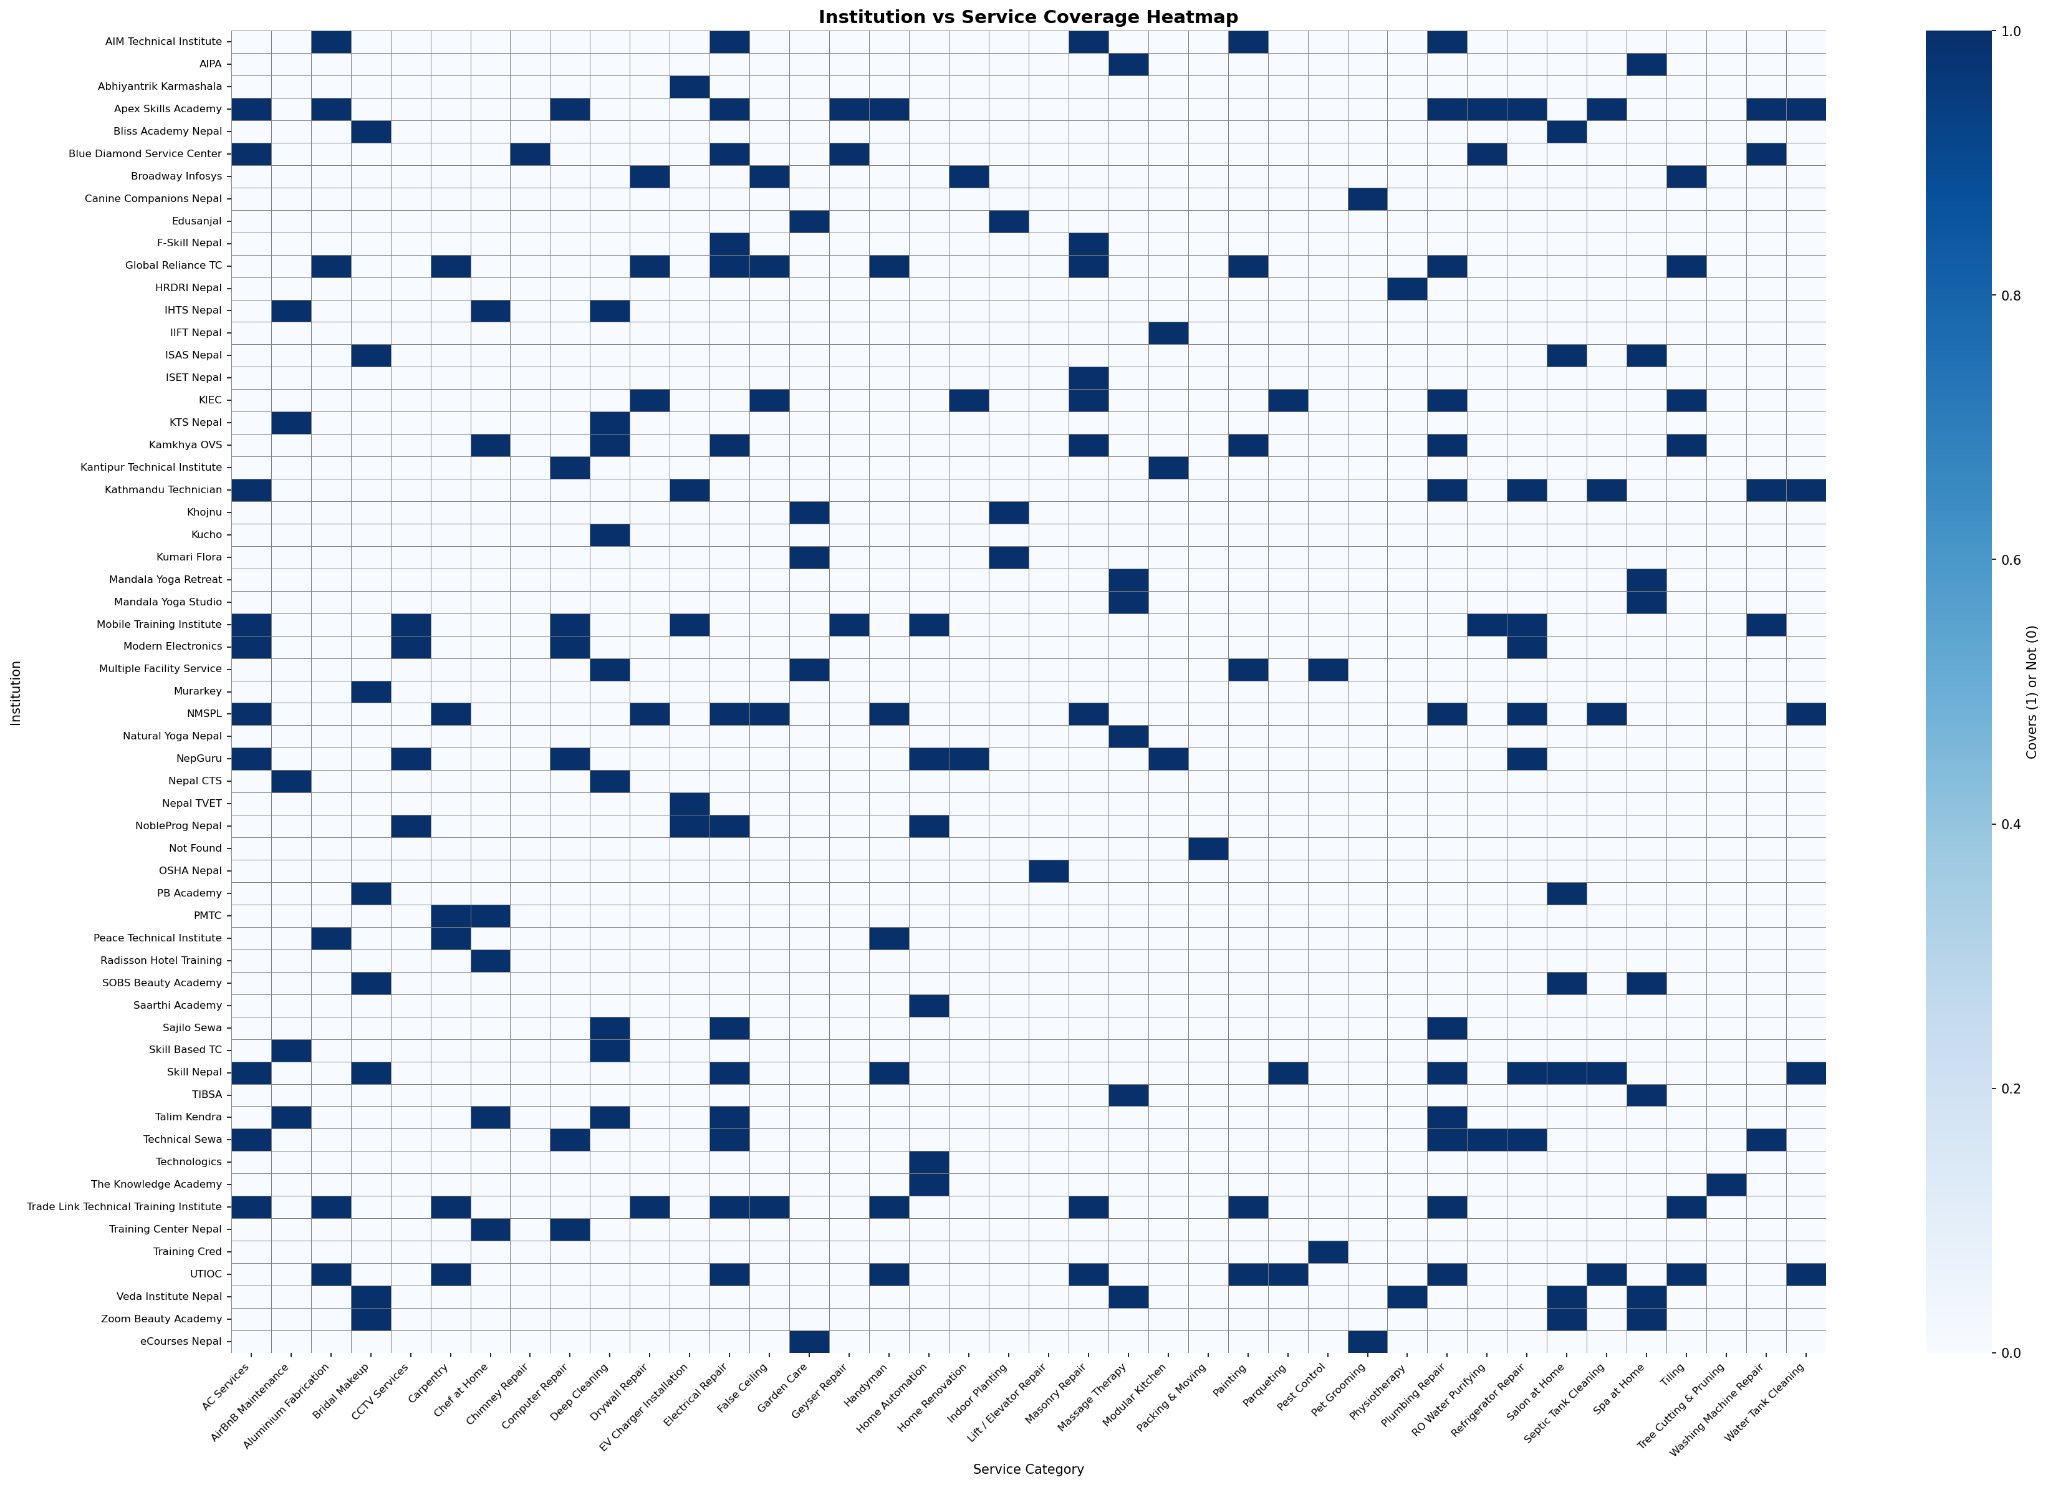 Institution vs Service Coverage Heatmap
Institution
AIM Technical Institute
AIPA
Abhiyantrik Karmashala
Apex Skills Academy
Bliss Academy Nepal
Blue Diamond Service Center
Broadway Infosys
Canine Companions Nepal
Edusanjal
F-Skill Nepal
Global Reliance TC
HRDRI Nepal
IHTS Nepal
IIFT Nepal
ISAS Nepal
ISET Nepal
KIEC
KTS Nepal
Kamkhya OVS
Kantipur Technical Institute
Kathmandu Technician
Khojnu
Kucho
Kumari Flora
Mandala Yoga Retreat
Mandala Yoga Studio
Mobile Training Institute
Modern Electronics
Multiple Facility Service
Murarkey
NMSPL
Natural Yoga Nepal
NepGuru
Nepal CTS
Nepal TVET
NobleProg Nepal
Not Found
OSHA Nepal
PB Academy
PMTC
Peace Technical Institute
Radisson Hotel Training
SOBS Beauty Academy
Saarthi Academy
Sajilo Sewa
Skill Based TC
Skill Nepal
TIBSA
Talim Kendra
Technical Sewa
Technologics
The Knowledge Academy
Trade Link Technical Training Institute
Training Center Nepal
Training Cred
UTIOC
Veda Institute Nepal
Zoom Beauty Academy
eCourses Nepal
AC Services
AirBnB Maintenance
Aluminium Fabrication
Bridal Makeup
CCTV Services
Carpentry
Chef at Home
Chimney Repair
Computer Repair
Deep Cleaning
Drywall Repair
EV Charger Installation
Electrical Repair
False Ceiling
Garden Care
Geyser Repair
Handyman
Home Automation
Home Renovation
Indoor Planting
Lift / Elevator Repair
Masonry Repair
Massage Therapy
Modular Kitchen
Packing & Moving
Painting
Parqueting
Pest Control
Pet Grooming
Physiotherapy
Plumbing Repair
RO Water Purifying
Refrigerator Repair
Salon at Home
Septic Tank Cleaning
Spa at Home
Tiling
Tree Cutting & Pruning
Washing Machine Repair
Water Tank Cleaning
Service Category
1.0
0.8
0.6
0.4
0.2
0.0
Covers (1) or Not (0)